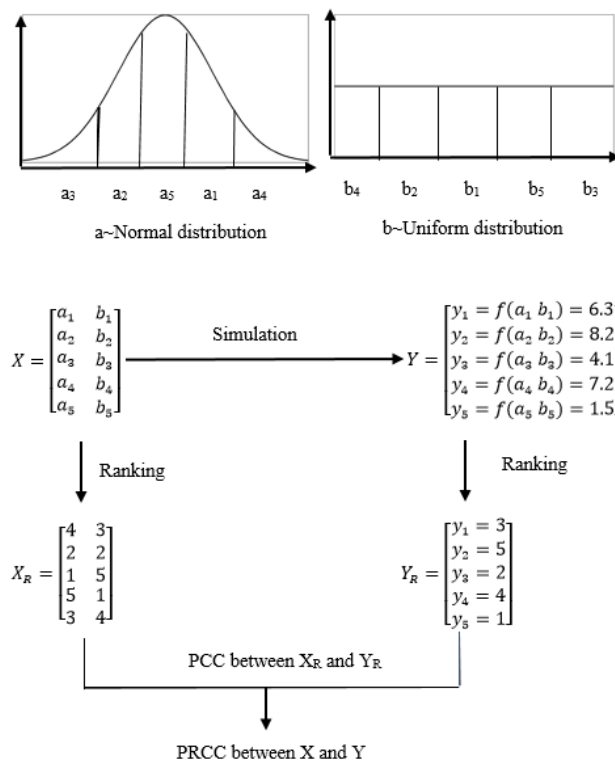 a₃ a₂ a₅ a₁ a₄
a~Normal distribution
b₄ b₂ b₁ b₅ b₃
b~Uniform distribution
X = [a₁ b₁
a₂ b₂
a₃ b₃
a₄ b₄
a₅ b₅]
Simulation
Y = [y₁ = f(a₁ b₁) = 6.3
y₂ = f(a₂ b₂) = 8.2
y₃ = f(a₃ b₃) = 4.1
y₄ = f(a₄ b₄) = 7.2
y₅ = f(a₅ b₅) = 1.5
Ranking
Ranking
X_R = [4 3
2 2
1 5
5 1
3 4]
Y_R = [y₁ = 3
y₂ = 5
y₃ = 2
y₄ = 4
y₅ = 1]
PCC between X_R and Y_R
PRCC between X and Y